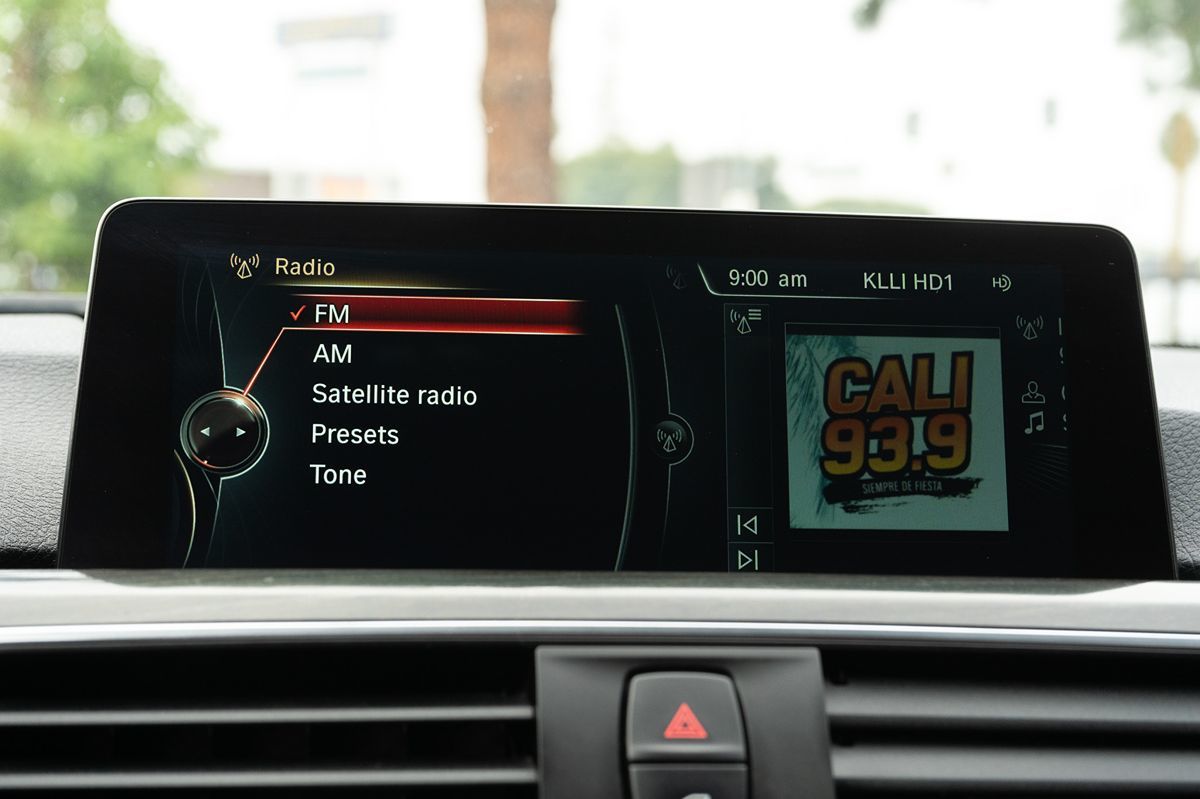 Radio
FM
AM
Satellite radio
Presets
Tone
9:00 am KLLI HD1
CALI
93.9
SIEMPRE DE FIESTA